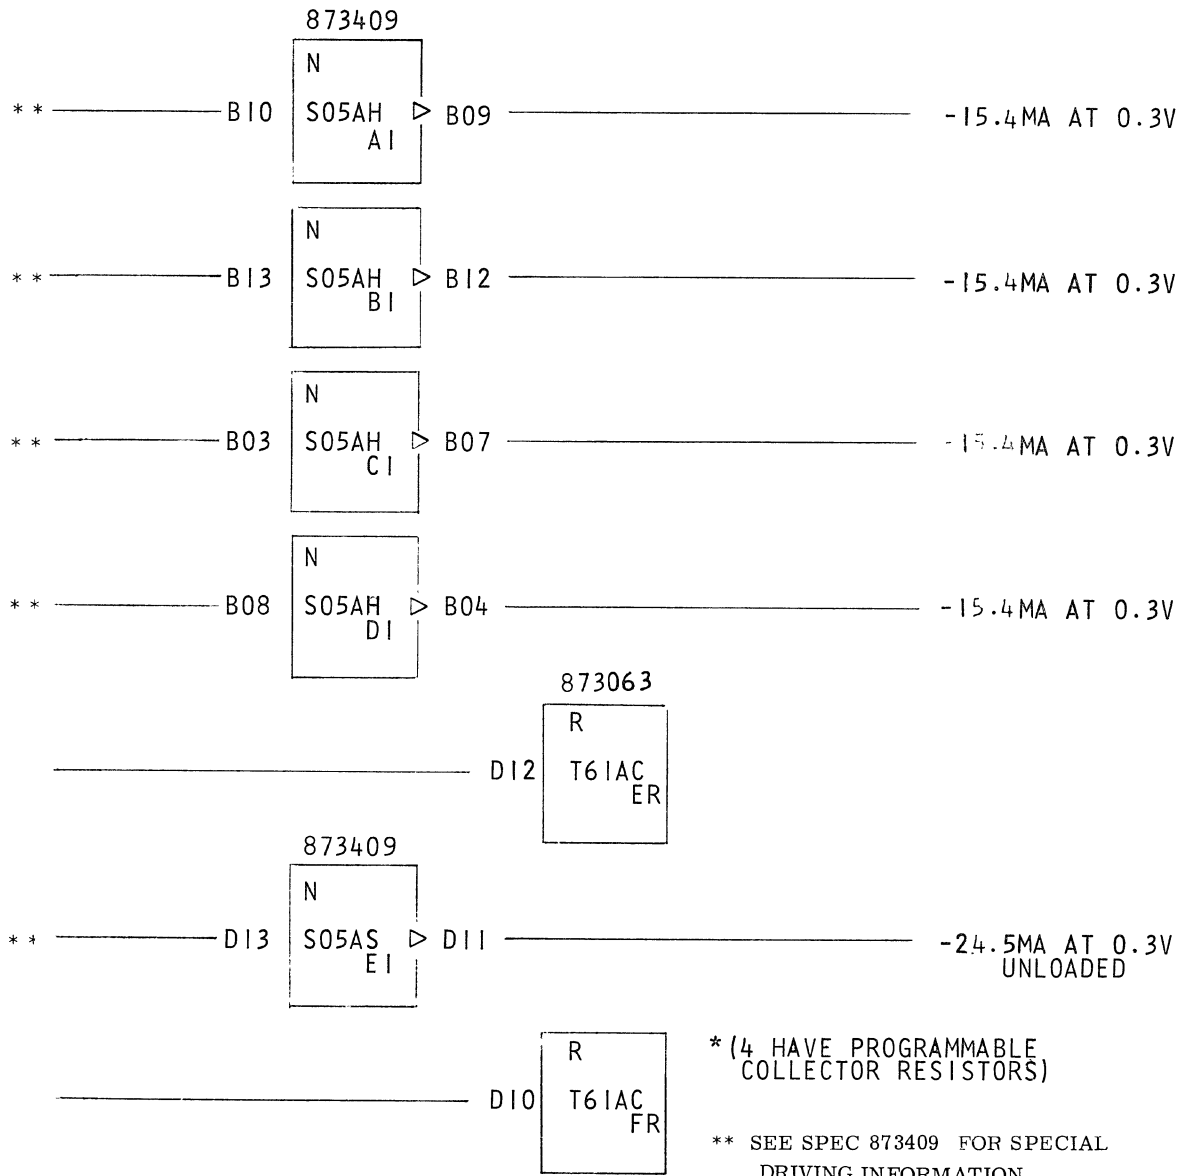 873409
N
** B10 S05AH B09 -15.4MA AT 0.3V
A1
N
** B13 S05AH B12 -15.4MA AT 0.3V
B1
N
** B03 S05AH B07 -15.4MA AT 0.3V
C1
N
** B08 S05AH B04 -15.4MA AT 0.3V
D1
873063
R
D12 T61AC
ER
873409
N
** D13 S05AS D11 -24.5MA AT 0.3V
E1 UNLOADED
R
D10 T61AC
FR
*(4 HAVE PROGRAMMABLE
COLLECTOR RESISTORS)
** SEE SPEC 873409 FOR SPECIAL
DRIVING INFORMATION